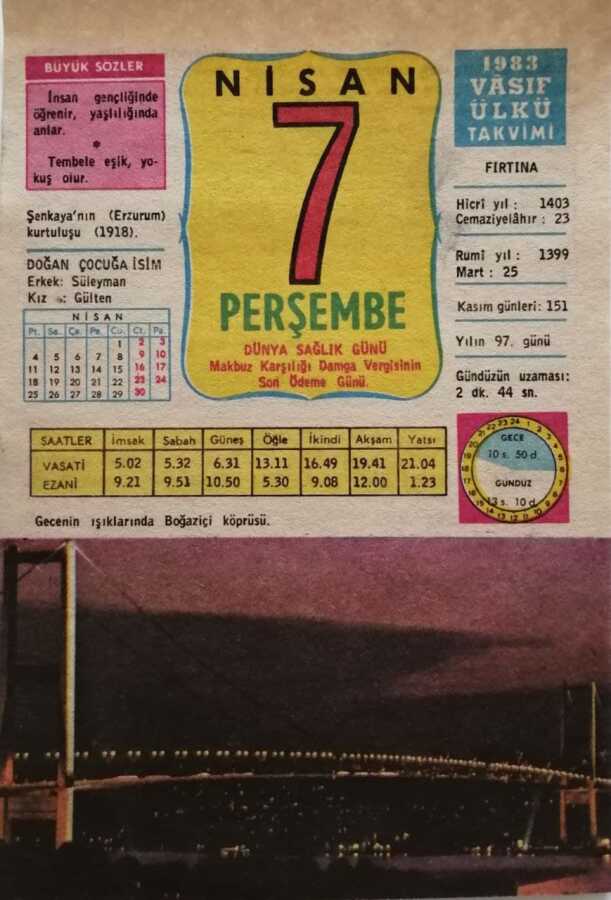 BÜYÜK SÖZLER
İnsan gençliğinde
öğrenir, yaşlılığında
anlar.
*
Tembele eşik, yo-
kuş olur.
Şenkaya'nın (Erzurum)
kurtuluşu (1918).
DOĞAN ÇOCUĞA İSİM
Erkek: Süleyman
Kız : Gülten
NİSAN
Pt. Sa. Ça. Pe. Cu. Ct. Pa.
1 2 3
4 5 6 7 8 9 10
11 12 13 14 15 16 17
18 19 20 21 22 23 24
25 26 27 28 29 30
NİSAN
7
PERŞEMBE
DÜNYA SAĞLIK GÜNÜ
Makbuz Karşılığı Damga Vergisinin
Son Ödeme Günü.
1983
VÂSIF
ÜLKÜ
TAKVİMİ
FIRTINA
Hicrî yıl : 1403
Cemaziyelâhır : 23
Rumî yıl : 1399
Mart : 25
Kasım günleri: 151
Yılın 97. günü
Gündüzün uzaması:
2 dk. 44 sn.
SAATLER İmsak Sabah Güneş Öğle İkindi Akşam Yatsı
VASATİ 5.02 5.32 6.31 13.11 16.49 19.41 21.04
EZANİ 9.21 9.51 10.50 5.30 9.08 12.00 1.23
GECE
10 s. 50 d.
GÜNDÜZ
13 s. 10 d.
Gecenin ışıklarında Boğaziçi köprüsü.